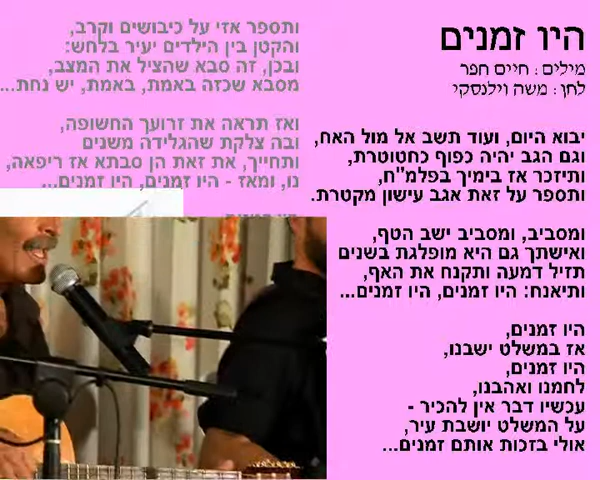 היו זמנים
מילים : חיים חפר
לחן : משה וילנסקי
יבוא היום, ועוד תשב אל מול האח,
וגם הגב יהיה כפוף כחטוטרת,
ותיזכר אז בימיך בפלמ"ח,
ותספר על זאת אגב עישון מקטרת.
ומסביב, ומסביב ישב הטף,
ואישתך גם היא מופלגת בשנים
תזיל דמעה ותקנח את האף,
ותיאנח: היו זמנים, היו זמנים...
היו זמנים,
אז במשלט ישבנו,
היו זמנים,
לחמנו ואהבנו,
עכשיו דבר אין להכיר -
על המשלט יושבת עיר,
אולי בזכות אותם זמנים...
ותספר אזי על כיבושים וקרב,
והקטן בין הילדים יעיר בלחש:
ובכן, זה סבא שהציל את המצב,
מסבא שכזה באמת, באמת, יש נחת...
ואז תראה את זרועך החשופה,
ובה צלקת שהגלידה משנים
ותחייך, את זאת הן סבתא אז ריפאה,
נו, ומאז - היו זמנים, היו זמנים...